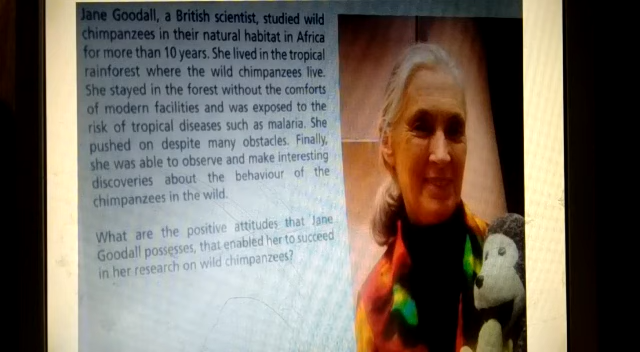 Jane Goodall, a British scientist, studied wild
chimpanzees in their natural habitat in Africa
for more than 10 years. She lived in the tropical
rainforest where the wild chimpanzees live.
She stayed in the forest without the comforts
of modern facilities and was exposed to the
risk of tropical diseases such as malaria. She
pushed on despite many obstacles. Finally,
she was able to observe and make interesting
discoveries about the behaviour of the
chimpanzees in the wild.
What are the positive attitudes that Jane
Goodall possesses, that enabled her to succeed
in her research on wild chimpanzees?